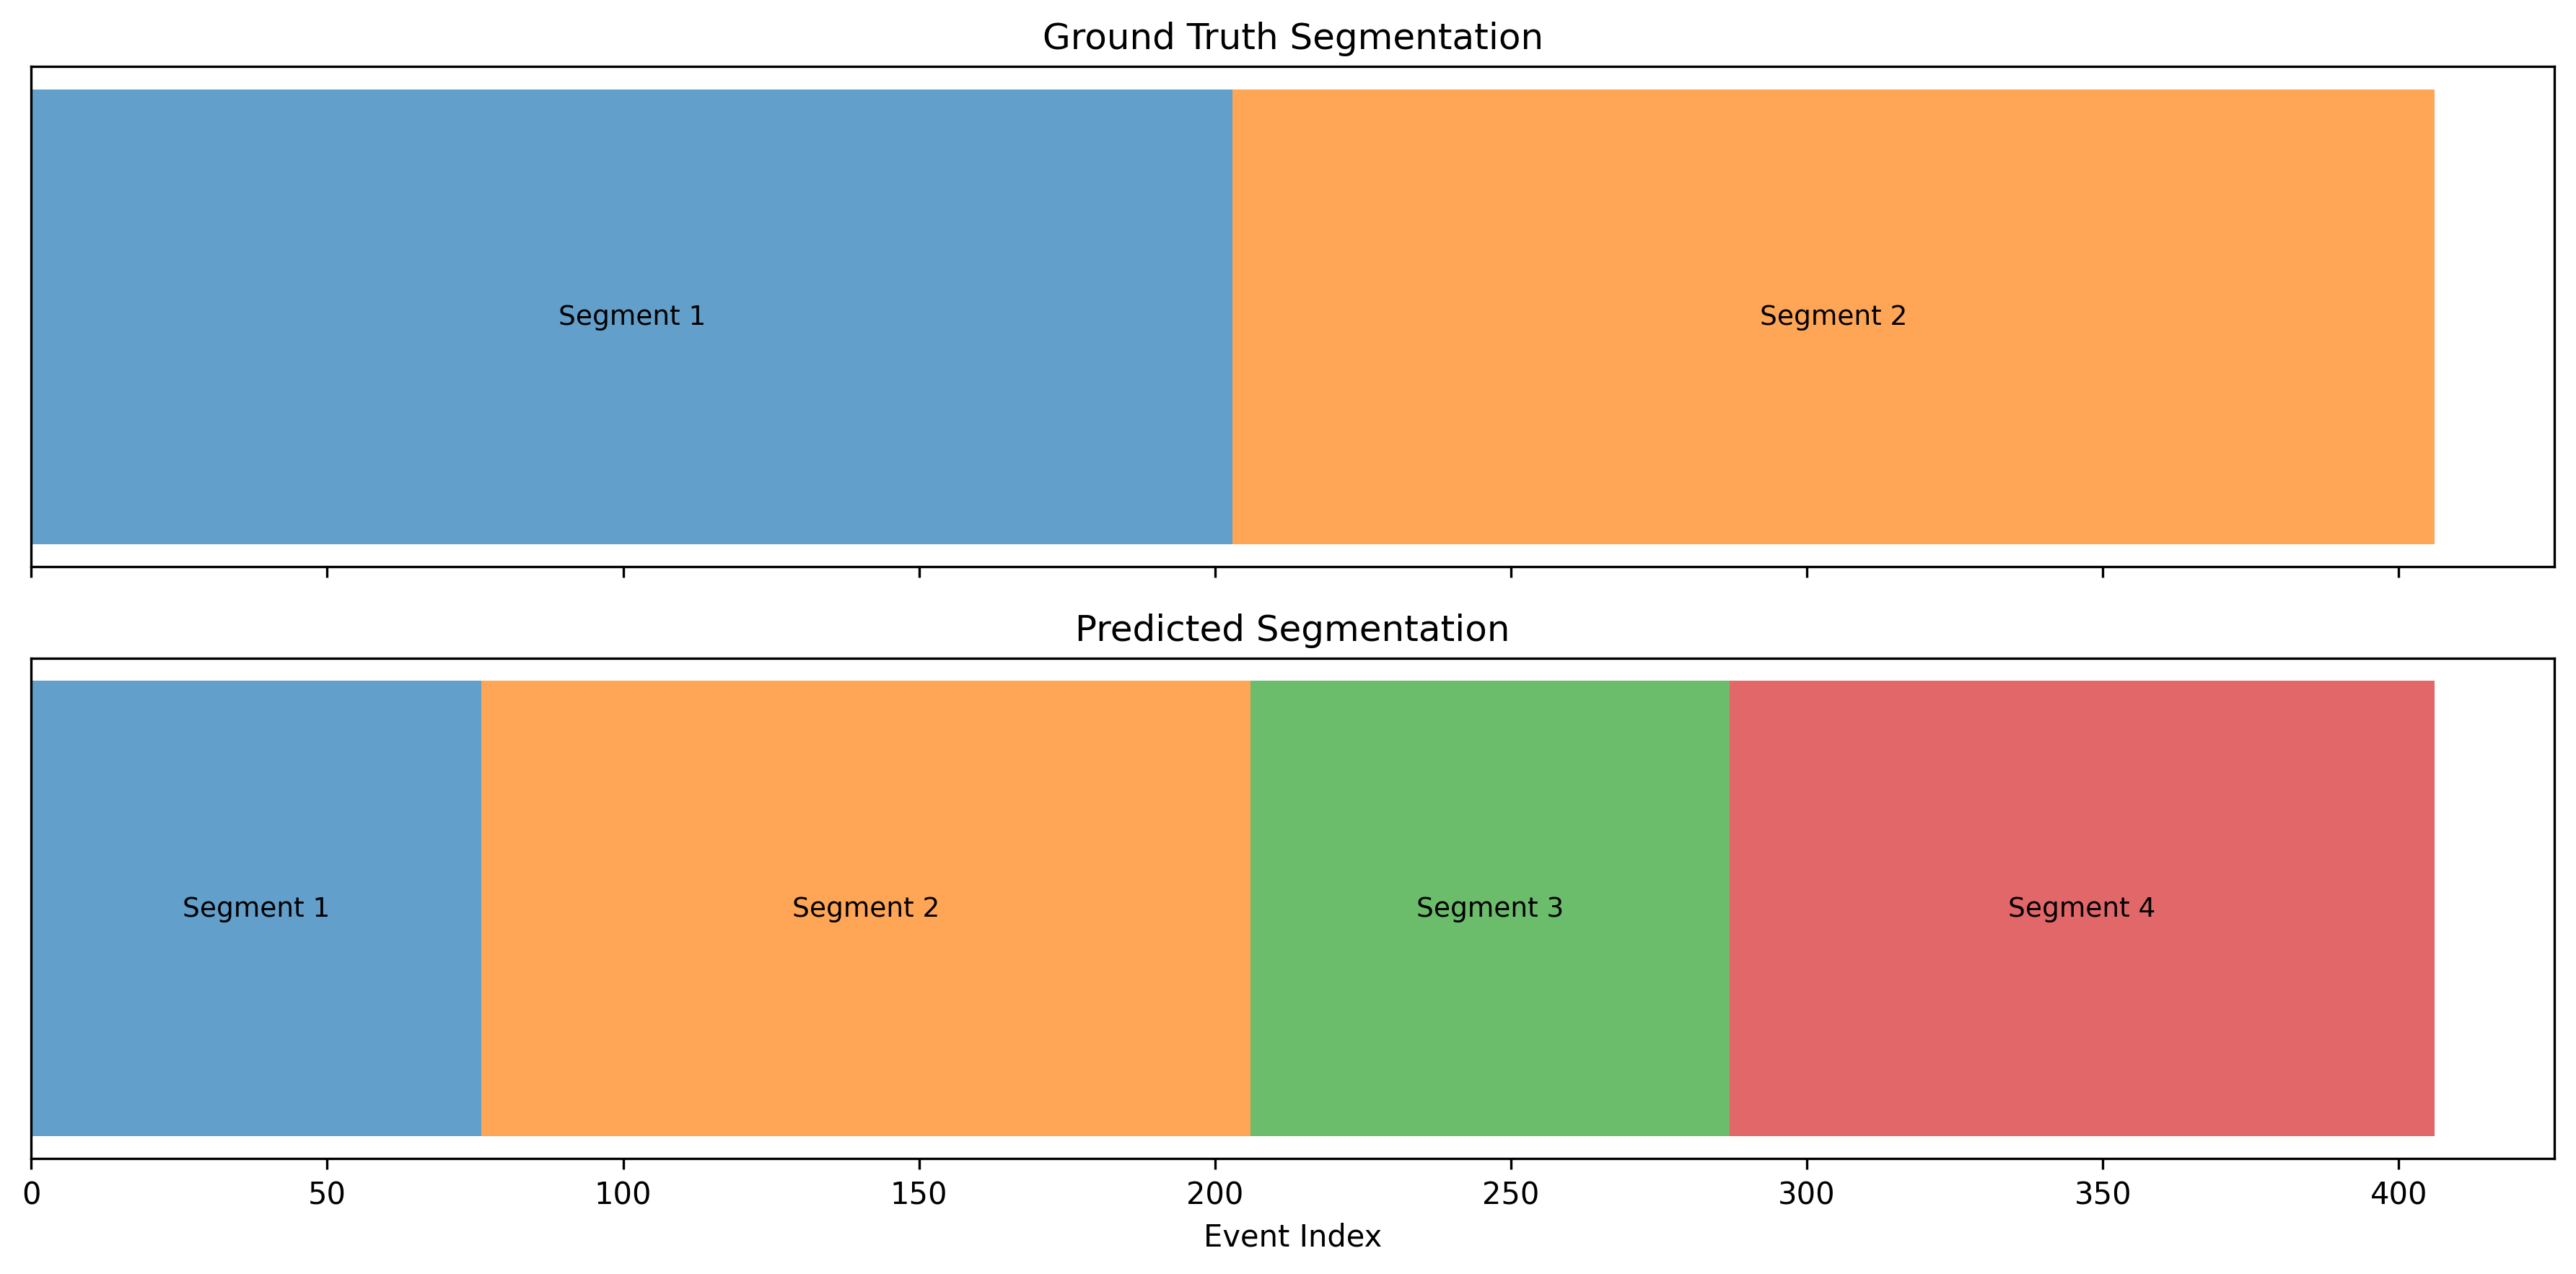 Ground Truth Segmentation
Segment 1 Segment 2
Predicted Segmentation
Segment 1 Segment 2 Segment 3 Segment 4
0 50 100 150 200 250 300 350 400
Event Index